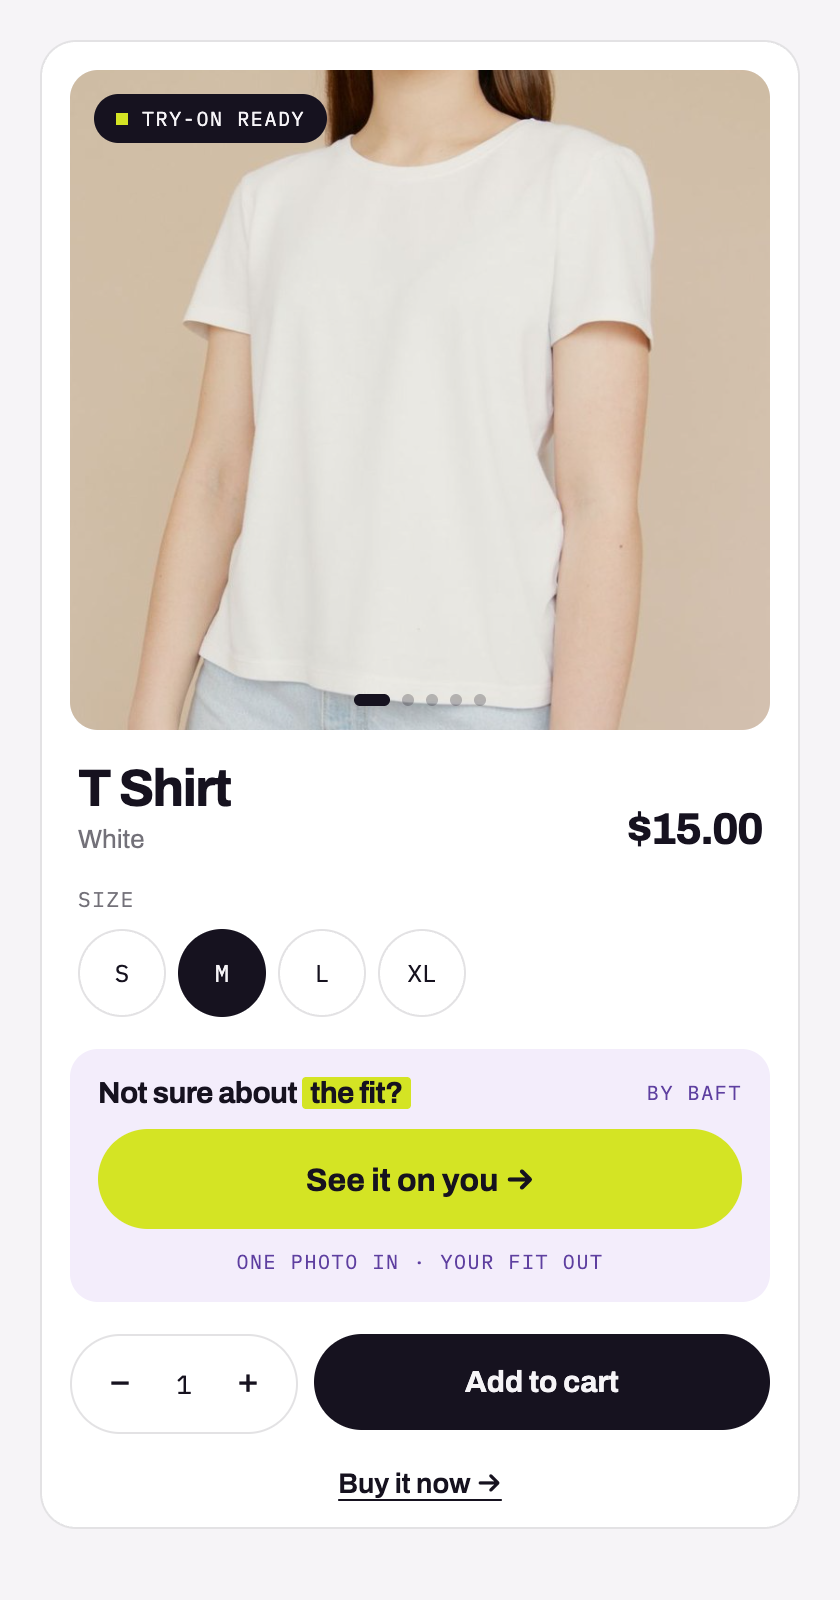 TRY-ON READY
T Shirt
White
$15.00
SIZE
S M L XL
Not sure about the fit?
BY BAFT
See it on you →
ONE PHOTO IN · YOUR FIT OUT
− 1 +
Add to cart
Buy it now →